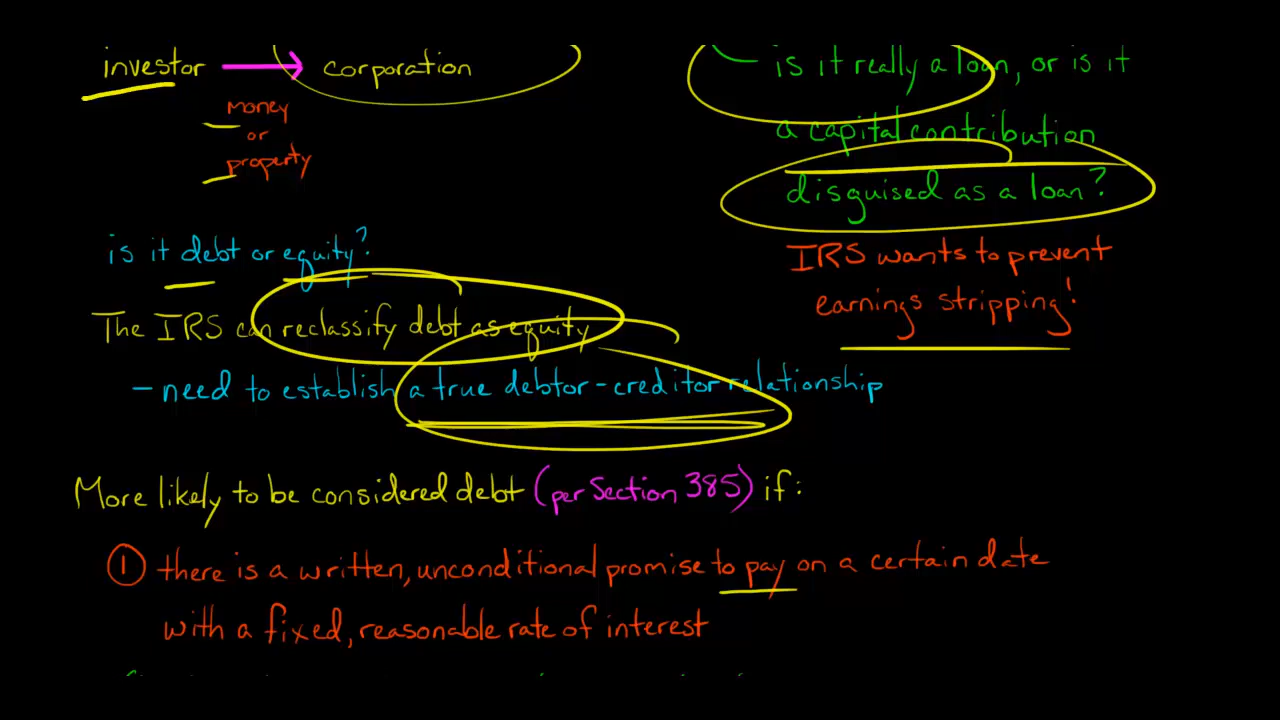 investor → corporation
money
or
property
is it really a loan, or is it
a capital contribution
disguised as a loan?
IRS wants to prevent
earnings stripping!
is it debt or equity?
The IRS can reclassify debt as equity
- need to establish a true debtor-creditor relationship
More likely to be considered debt (per Section 385) if:
① there is a written, unconditional promise to pay on a certain date
with a fixed, reasonable rate of interest